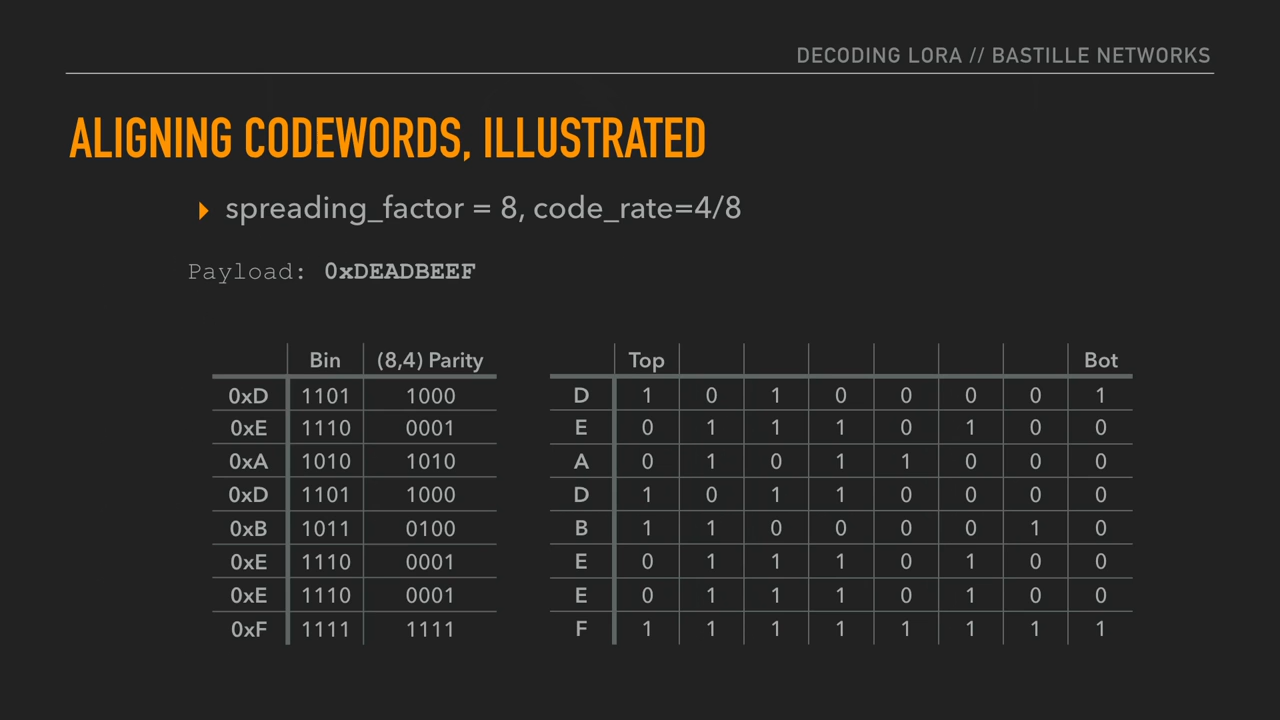 DECODING LORA // BASTILLE NETWORKS
ALIGNING CODEWORDS, ILLUSTRATED
spreading_factor = 8, code_rate=4/8
Payload: 0xDEADBEEF
Bin (8,4) Parity
0xD 1101 1000
0xE 1110 0001
0xA 1010 1010
0xD 1101 1000
0xB 1011 0100
0xE 1110 0001
0xE 1110 0001
0xF 1111 1111
Top Bot
D 1 0 1 0 0 0 0 1
E 0 1 1 1 0 1 0 0
A 0 1 0 1 1 0 0 0
D 1 0 1 1 0 0 0 0
B 1 1 0 0 0 0 1 0
E 0 1 1 1 0 1 0 0
E 0 1 1 1 0 1 0 0
F 1 1 1 1 1 1 1 1